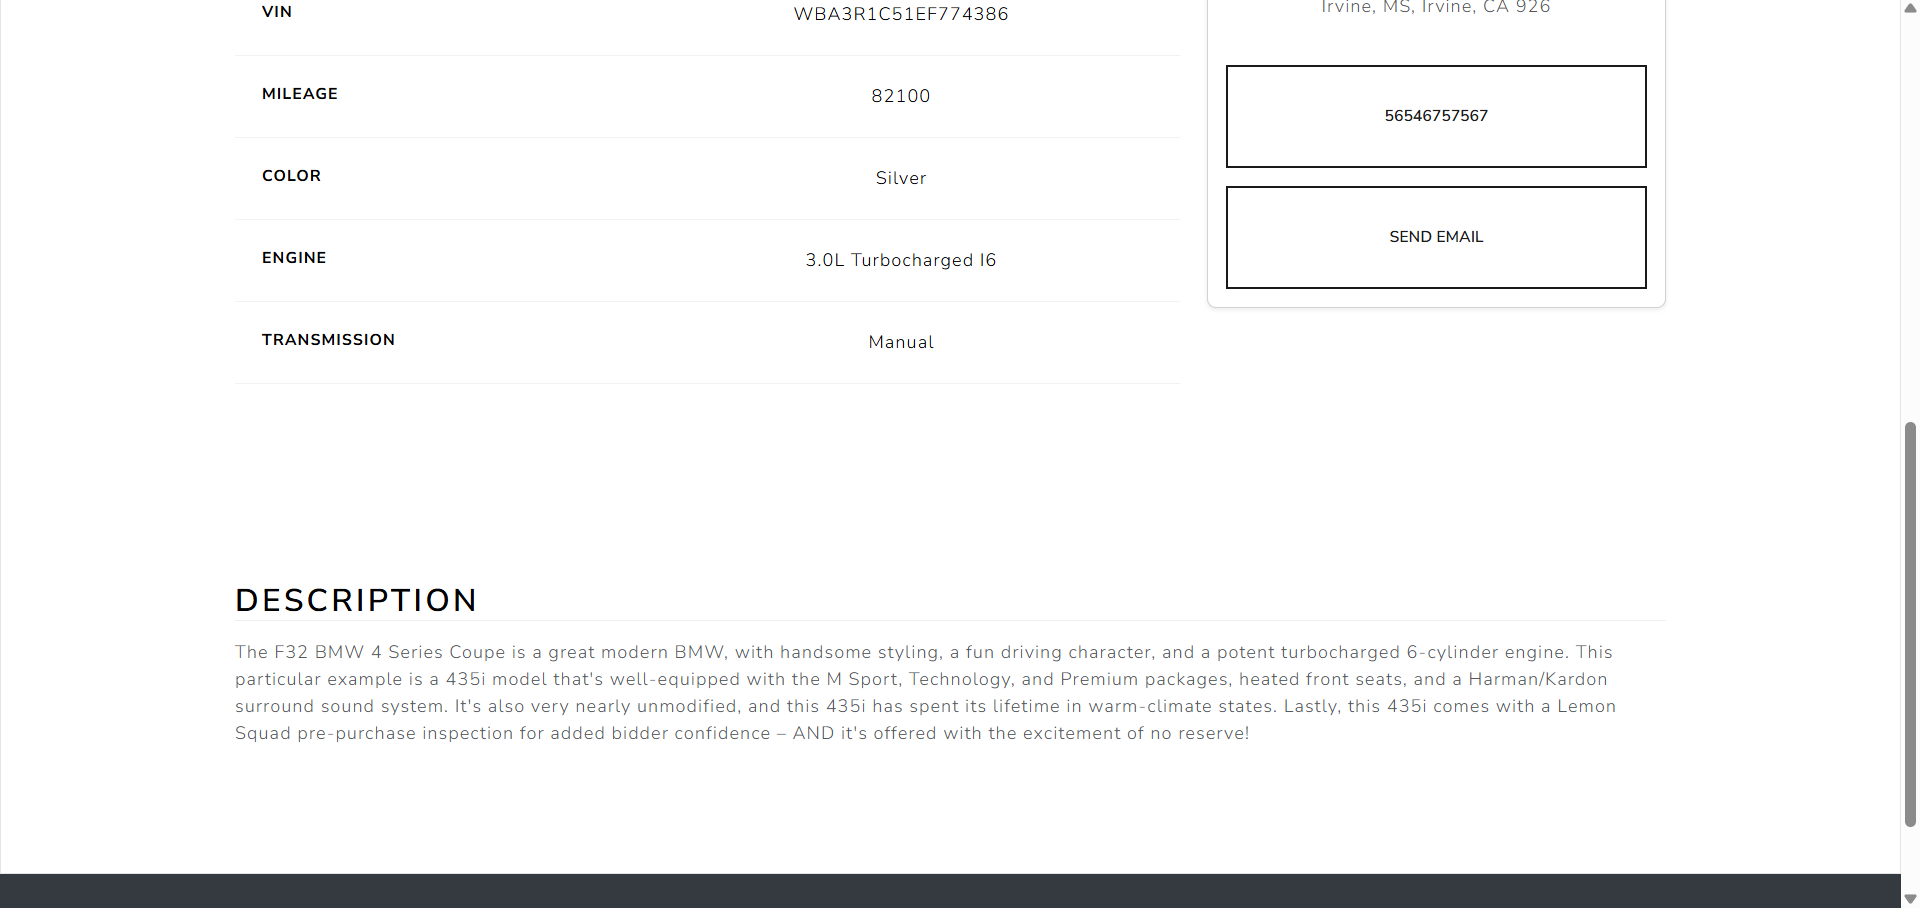 VIN
WBA3R1C51EF774386
MILEAGE
82100
COLOR
Silver
ENGINE
3.0L Turbocharged I6
TRANSMISSION
Manual
Irvine, MS, Irvine, CA 926
56546757567
SEND EMAIL
DESCRIPTION
The F32 BMW 4 Series Coupe is a great modern BMW, with handsome styling, a fun driving character, and a potent turbocharged 6-cylinder engine. This
particular example is a 435i model that's well-equipped with the M Sport, Technology, and Premium packages, heated front seats, and a Harman/Kardon
surround sound system. It's also very nearly unmodified, and this 435i has spent its lifetime in warm-climate states. Lastly, this 435i comes with a Lemon
Squad pre-purchase inspection for added bidder confidence – AND it's offered with the excitement of no reserve!